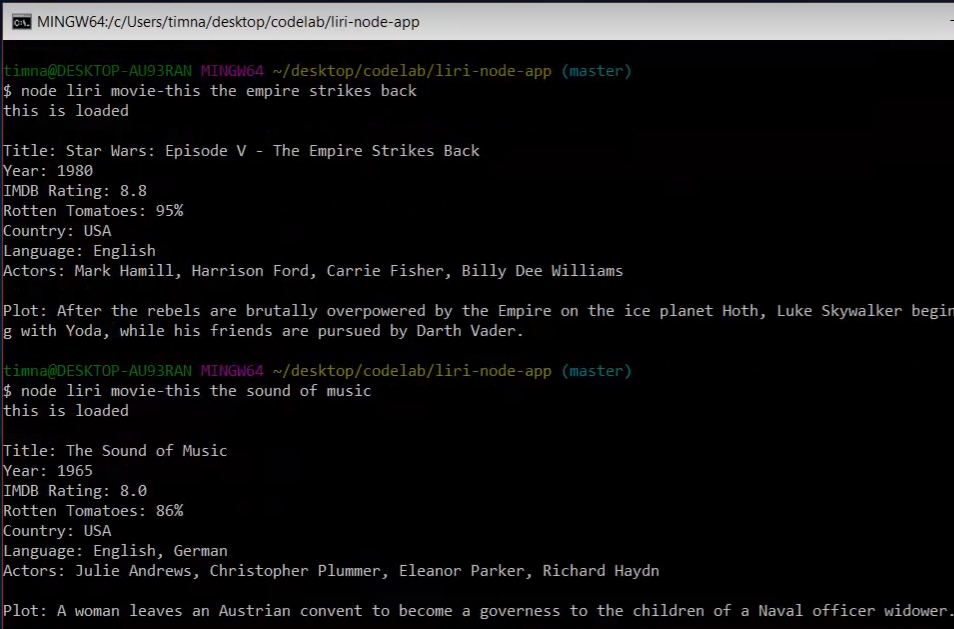 MINGW64:/c/Users/timna/desktop/codelab/liri-node-app
timna@DESKTOP-AU93RAN MINGW64 ~/desktop/codelab/liri-node-app (master)
$ node liri movie-this the empire strikes back
this is loaded
Title: Star Wars: Episode V - The Empire Strikes Back
Year: 1980
IMDB Rating: 8.8
Rotten Tomatoes: 95%
Country: USA
Language: English
Actors: Mark Hamill, Harrison Ford, Carrie Fisher, Billy Dee Williams
Plot: After the rebels are brutally overpowered by the Empire on the ice planet Hoth, Luke Skywalker begin
g with Yoda, while his friends are pursued by Darth Vader.
timna@DESKTOP-AU93RAN MINGW64 ~/desktop/codelab/liri-node-app (master)
$ node liri movie-this the sound of music
this is loaded
Title: The Sound of Music
Year: 1965
IMDB Rating: 8.0
Rotten Tomatoes: 86%
Country: USA
Language: English, German
Actors: Julie Andrews, Christopher Plummer, Eleanor Parker, Richard Haydn
Plot: A woman leaves an Austrian convent to become a governess to the children of a Naval officer widower.